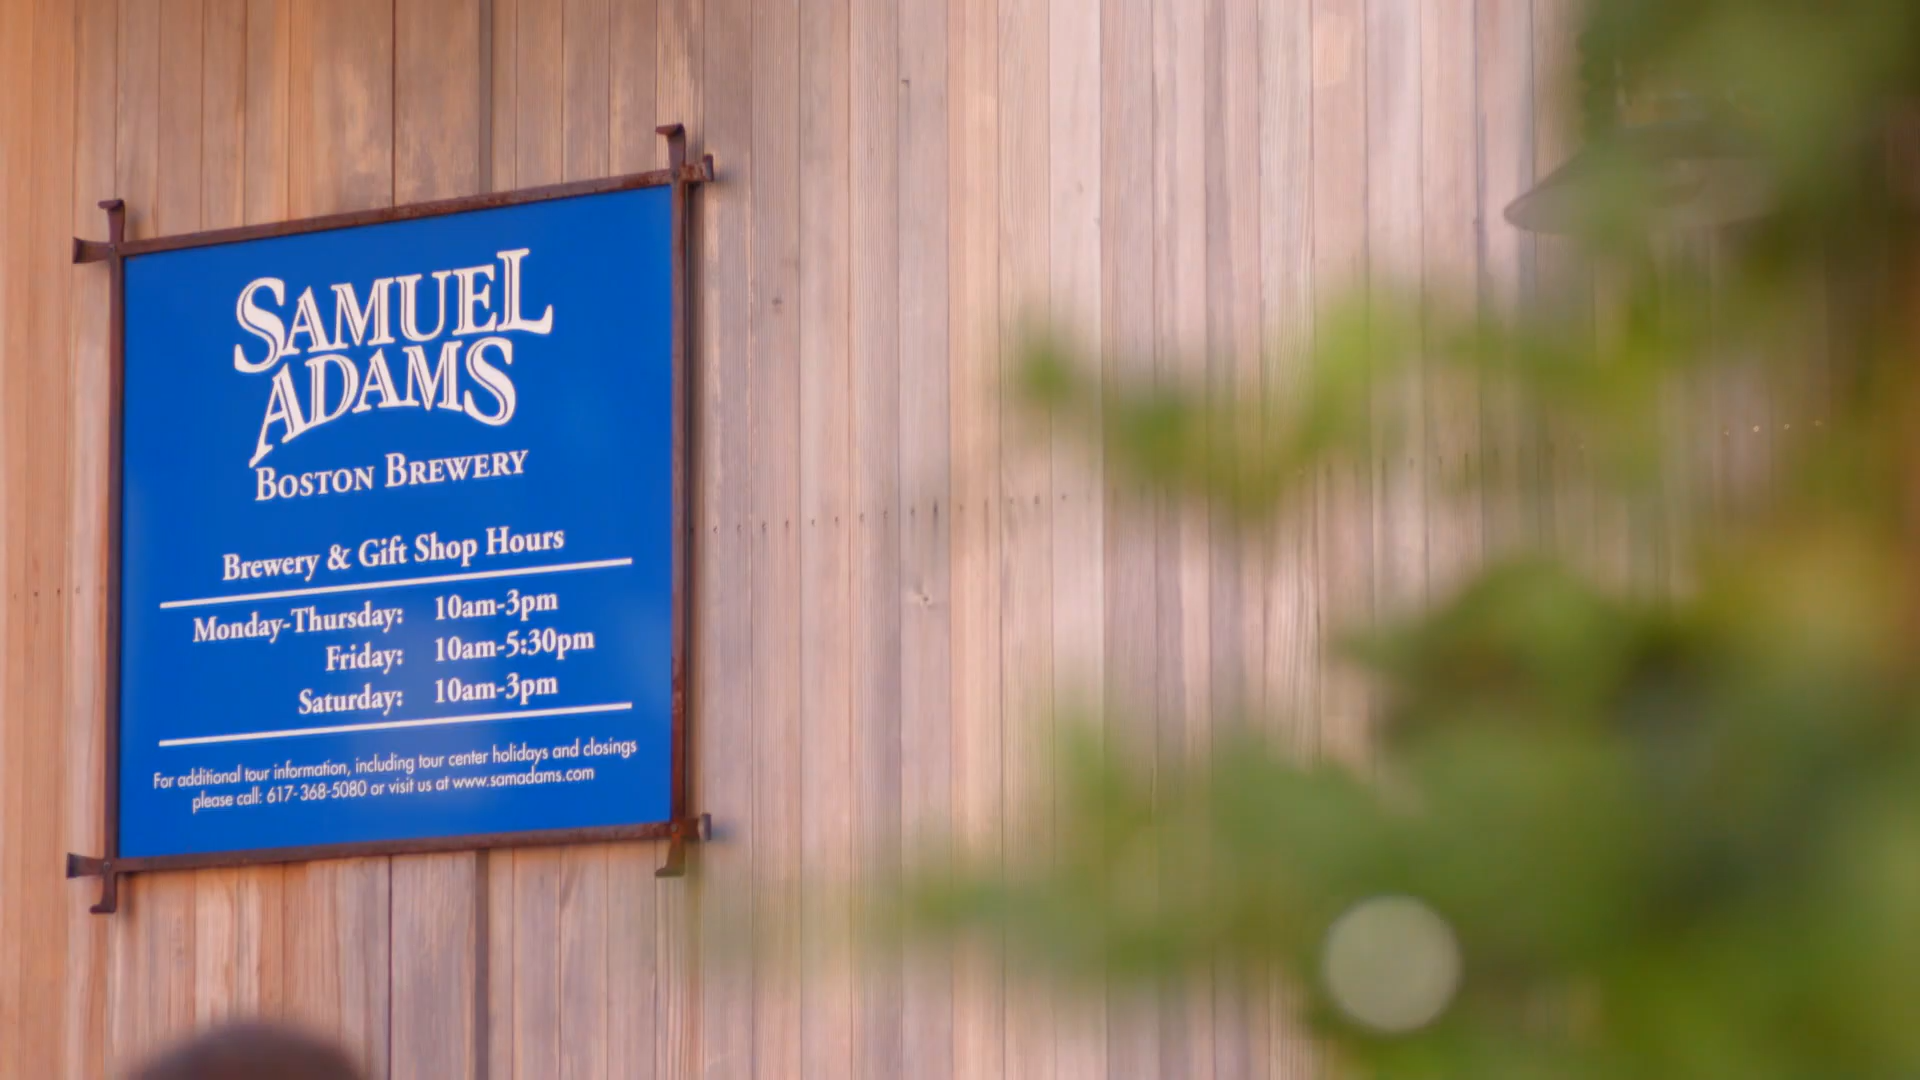 SAMUEL
ADAMS
BOSTON BREWERY
Brewery & Gift Shop Hours
Monday-Thursday: 10am-3pm
Friday: 10am-5:30pm
Saturday: 10am-3pm
For additional tour information, including tour center holidays and closings
please call: 617-368-5080 or visit us at www.samadams.com